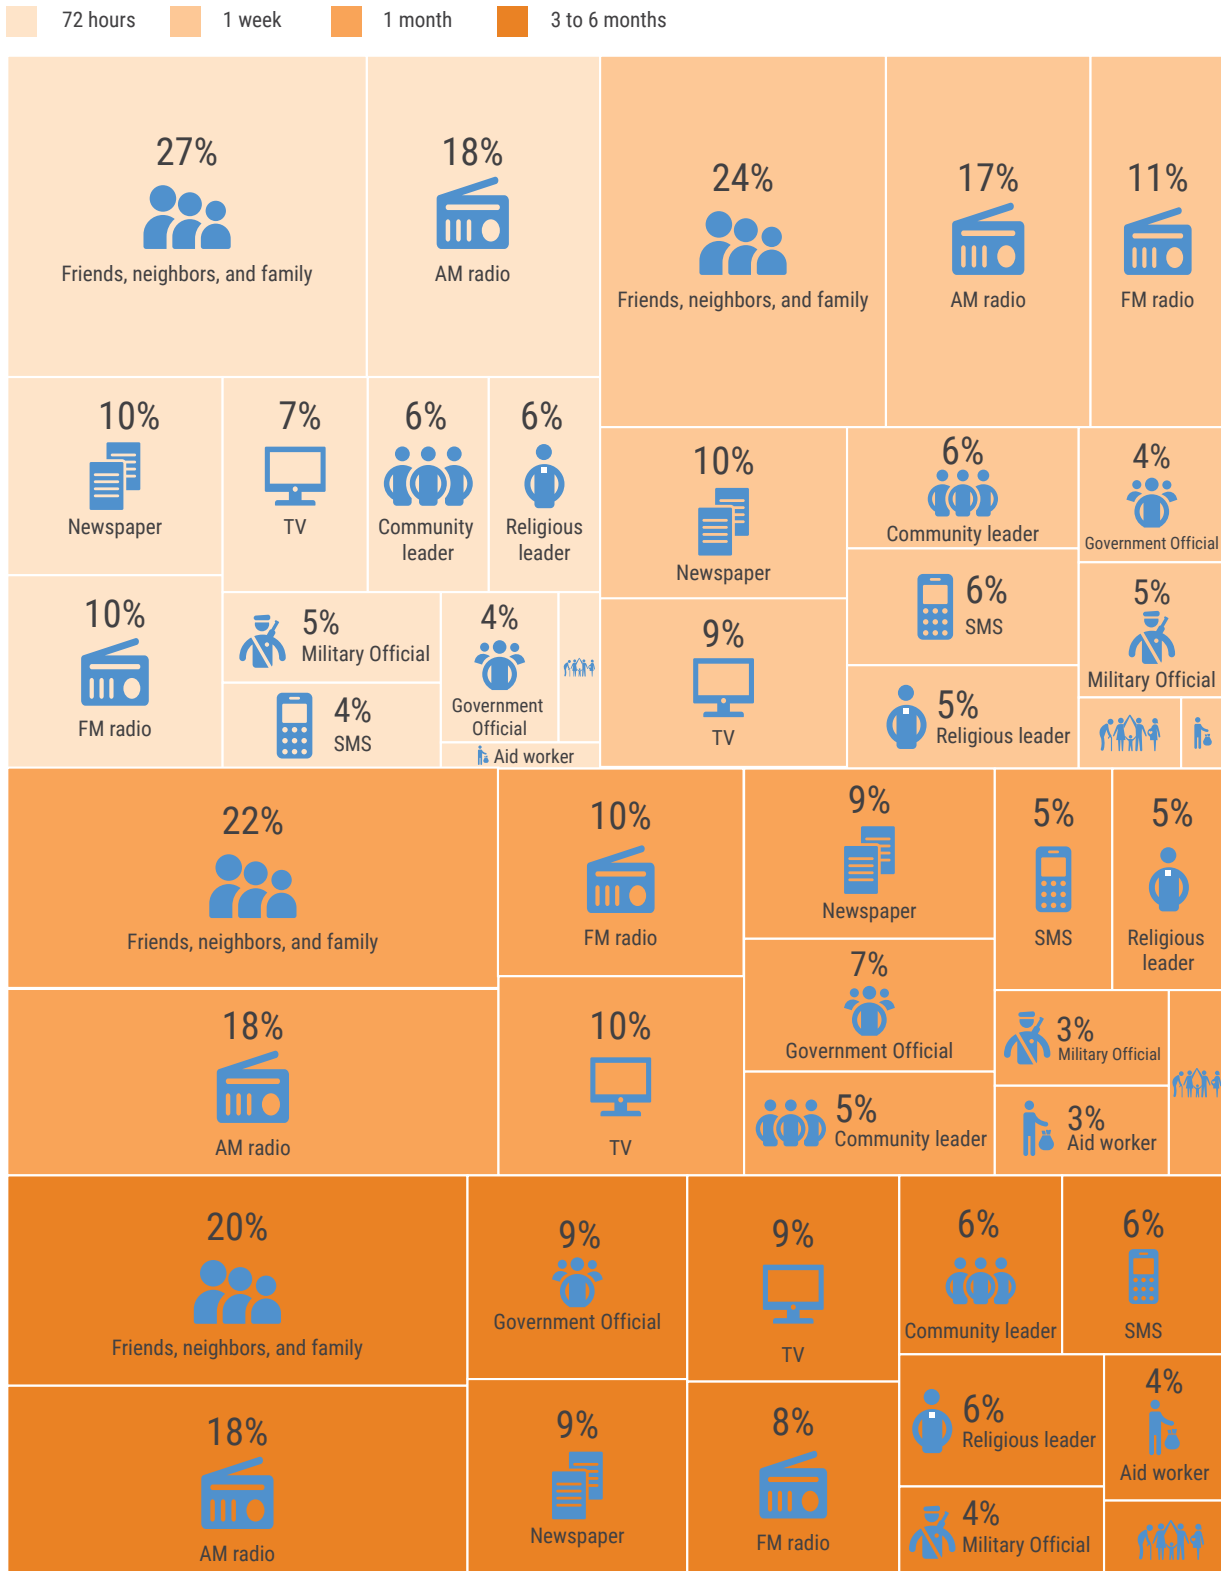 72 hours
1 week
1 month
3 to 6 months
27%
Friends, neighbors, and family
18%
AM radio
10%
Newspaper
7%
TV
6%
Community
leader
6%
Religious
leader
10%
FM radio
5%
Military Official
4%
SMS
4%
Government
Official
Aid worker
24%
Friends, neighbors, and family
17%
AM radio
11%
FM radio
10%
Newspaper
9%
TV
6%
Community leader
6%
SMS
5%
Religious leader
4%
Government Official
5%
Military Official
22%
Friends, neighbors, and family
18%
AM radio
10%
FM radio
10%
TV
9%
Newspaper
7%
Government Official
5%
Community leader
5%
SMS
5%
Religious
leader
3%
Military Official
3%
Aid worker
20%
Friends, neighbors, and family
18%
AM radio
9%
Government Official
9%
Newspaper
9%
TV
8%
FM radio
6%
Community leader
6%
SMS
6%
Religious leader
4%
Military Official
4%
Aid worker